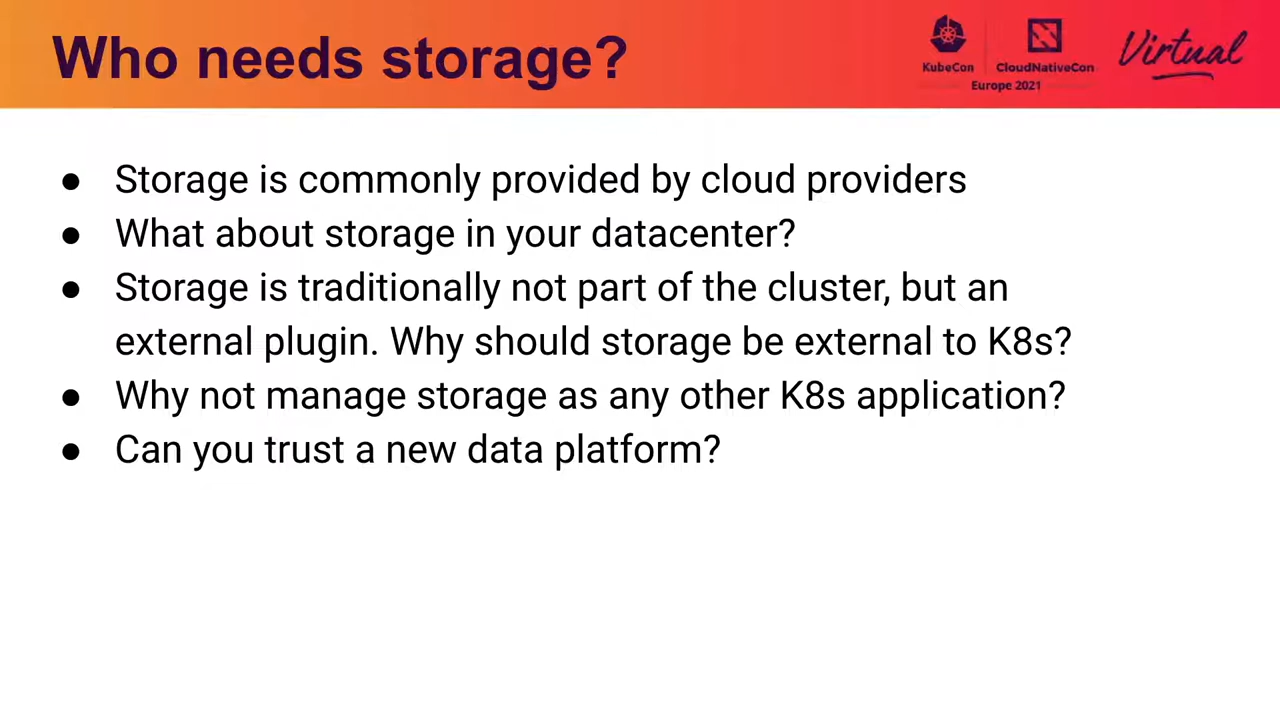 Who needs storage?
KubeCon
CloudNativeCon
Europe 2021
Virtual
● Storage is commonly provided by cloud providers
● What about storage in your datacenter?
● Storage is traditionally not part of the cluster, but an
external plugin. Why should storage be external to K8s?
● Why not manage storage as any other K8s application?
● Can you trust a new data platform?